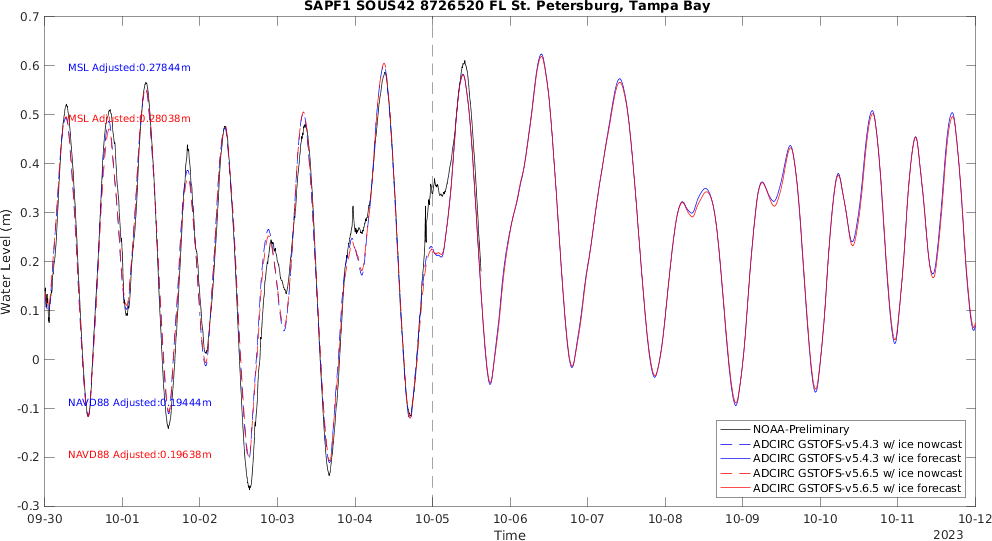 SAPF1 SOUS42 8726520 FL St. Petersburg, Tampa Bay
0.7
0.6
0.5
0.4
0.3
0.2
0.1
0
-0.1
-0.2
-0.3
Water Level (m)
MSL Adjusted:0.27844m
MSL Adjusted:0.28038m
NAVD88 Adjusted:0.19444m
NAVD88 Adjusted:0.19638m
NOAA-Preliminary
ADCIRC GSTOFS-v5.4.3 w/ ice nowcast
ADCIRC GSTOFS-v5.4.3 w/ ice forecast
ADCIRC GSTOFS-v5.6.5 w/ ice nowcast
ADCIRC GSTOFS-v5.6.5 w/ ice forecast
09-30 10-01 10-02 10-03 10-04 10-05 10-06 10-07 10-08 10-09 10-10 10-11 10-12
Time
2023